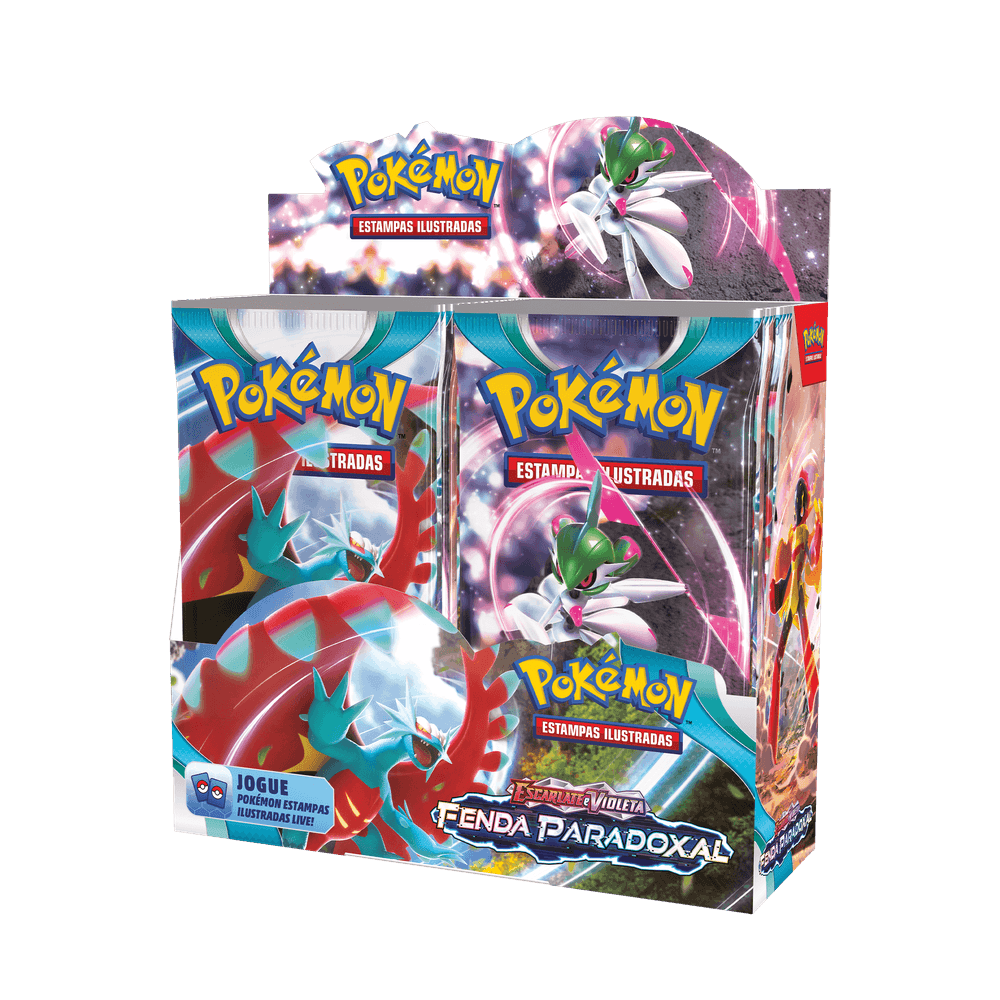 POKÉMON
ESTAMPAS ILUSTRADAS
POKÉMON
ILUSTRADAS
POKÉMON
ESTAMPAS ILUSTRADAS
POKÉMON
POKÉMON
ESTAMPAS ILUSTRADAS
JOGUE
POKÉMON ESTAMPAS
ILUSTRADAS LIVE!
ESCARLATE e VIOLETA
FENDA PARADOXAL
FENDA PARADOXAL